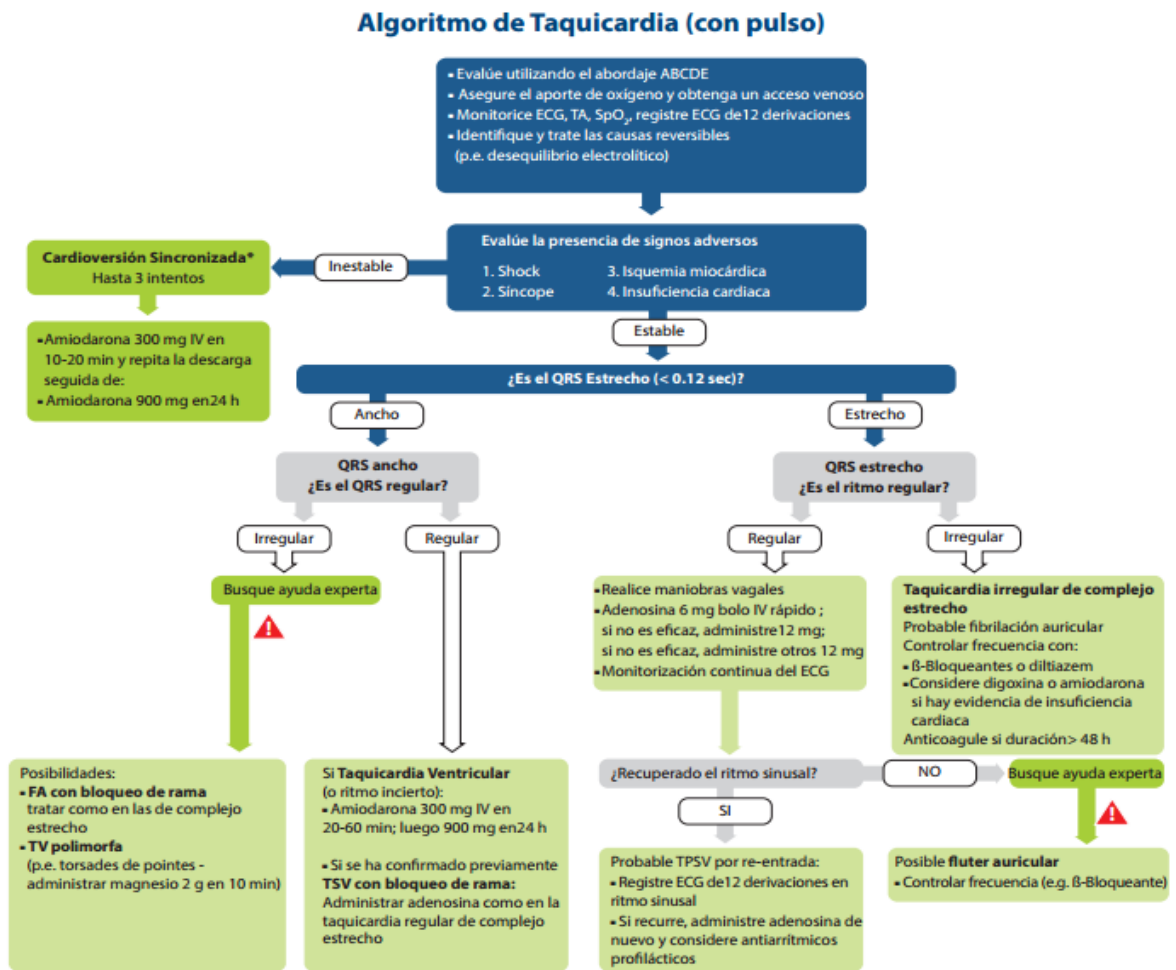 Algoritmo de Taquicardia (con pulso)
▪Evalúe utilizando el abordaje ABCDE
▪ Asegure el aporte de oxígeno y obtenga un acceso venoso
▪ Monitorice ECG, TA, SpO₂, registre ECG de12 derivaciones
▪ Identifique y trate las causas reversibles
(p.e. desequilibrio electrolítico)
Evalúe la presencia de signos adversos
1. Shock 3. Isquemia miocárdica
2. Síncope 4. Insuficiencia cardiaca
Inestable
Cardioversión Sincronizada*
Hasta 3 intentos
▪Amiodarona 300 mg IV en
10-20 min y repita la descarga
seguida de:
▪ Amiodarona 900 mg en24 h
Estable
¿Es el QRS Estrecho (< 0.12 sec)?
Ancho
Estrecho
QRS ancho
¿Es el QRS regular?
QRS estrecho
¿Es el ritmo regular?
Irregular
Regular
Regular
Irregular
Busque ayuda experta
!
▪Realice maniobras vagales
▪Adenosina 6 mg bolo IV rápido ;
si no es eficaz, administre12 mg;
si no es eficaz, administre otros 12 mg
▪Monitorización continua del ECG
Taquicardia irregular de complejo
estrecho
Probable fibrilación auricular
Controlar frecuencia con:
▪ ß-Bloqueantes o diltiazem
▪Considere digoxina o amiodarona
si hay evidencia de insuficiencia
cardiaca
Anticoagule si duración> 48 h
Posibilidades:
▪ FA con bloqueo de rama
tratar como en las de complejo
estrecho
▪ TV polimorfa
(p.e. torsades de pointes -
administrar magnesio 2 g en 10 min)
Si Taquicardia Ventricular
(o ritmo incierto):
▪ Amiodarona 300 mg IV en
20-60 min; luego 900 mg en24 h
▪ Si se ha confirmado previamente
TSV con bloqueo de rama:
Administrar adenosina como en la
taquicardia regular de complejo
estrecho
¿Recuperado el ritmo sinusal?
NO
Busque ayuda experta
!
SI
Probable TPSV por re-entrada:
▪ Registre ECG de12 derivaciones en
ritmo sinusal
▪ Si recurre, administre adenosina de
nuevo y considere antiarrítmicos
profilácticos
Posible fluter auricular
▪ Controlar frecuencia (e.g. ß-Bloqueante)